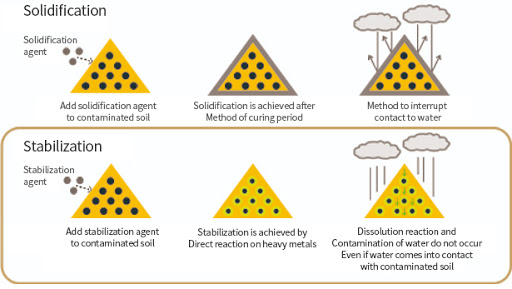 Solidification
Solidification
agent
Add solidification agent
to contaminated soil
Solidification is achieved after
Method of curing period
Method to interrupt
contact to water
Stabilization
Stabilization
agent
Add stabilization agent
to contaminated soil
Stabilization is achieved by
Direct reaction on heavy metals
Dissolution reaction and
Contamination of water do not occur
Even if water comes into contact
with contaminated soil